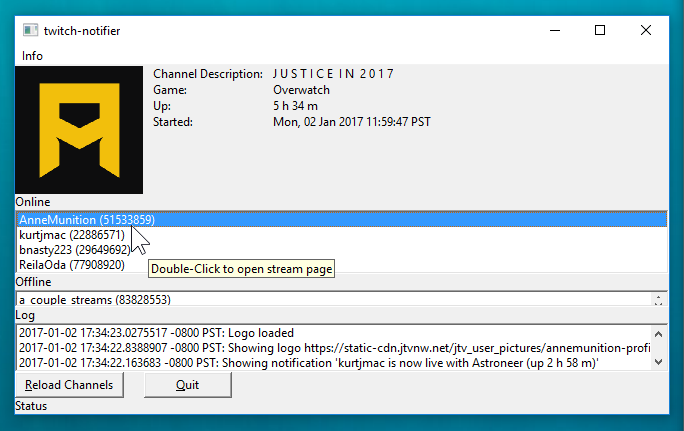 twitch-notifier
Info
Channel Description: J U S T I C E I N 2 0 1 7
Game: Overwatch
Up: 5 h 34 m
Started: Mon, 02 Jan 2017 11:59:47 PST
Online
AnneMunition (51533859)
kurtjmac (22886571)
bnasty223 (29649692)
ReilaOda (77908920)
Double-Click to open stream page
Offline
a_couple_streams (83828553)
Log
2017-01-02 17:34:23.0275517 -0800 PST: Logo loaded
2017-01-02 17:34:22.8388907 -0800 PST: Showing logo https://static-cdn.jtvnw.net/jtv_user_pictures/annemunition-profi
2017-01-02 17:34:22.163683 -0800 PST: Showing notification 'kurtjmac is now live with Astroneer (up 2 h 58 m)'
Reload Channels Quit
Status